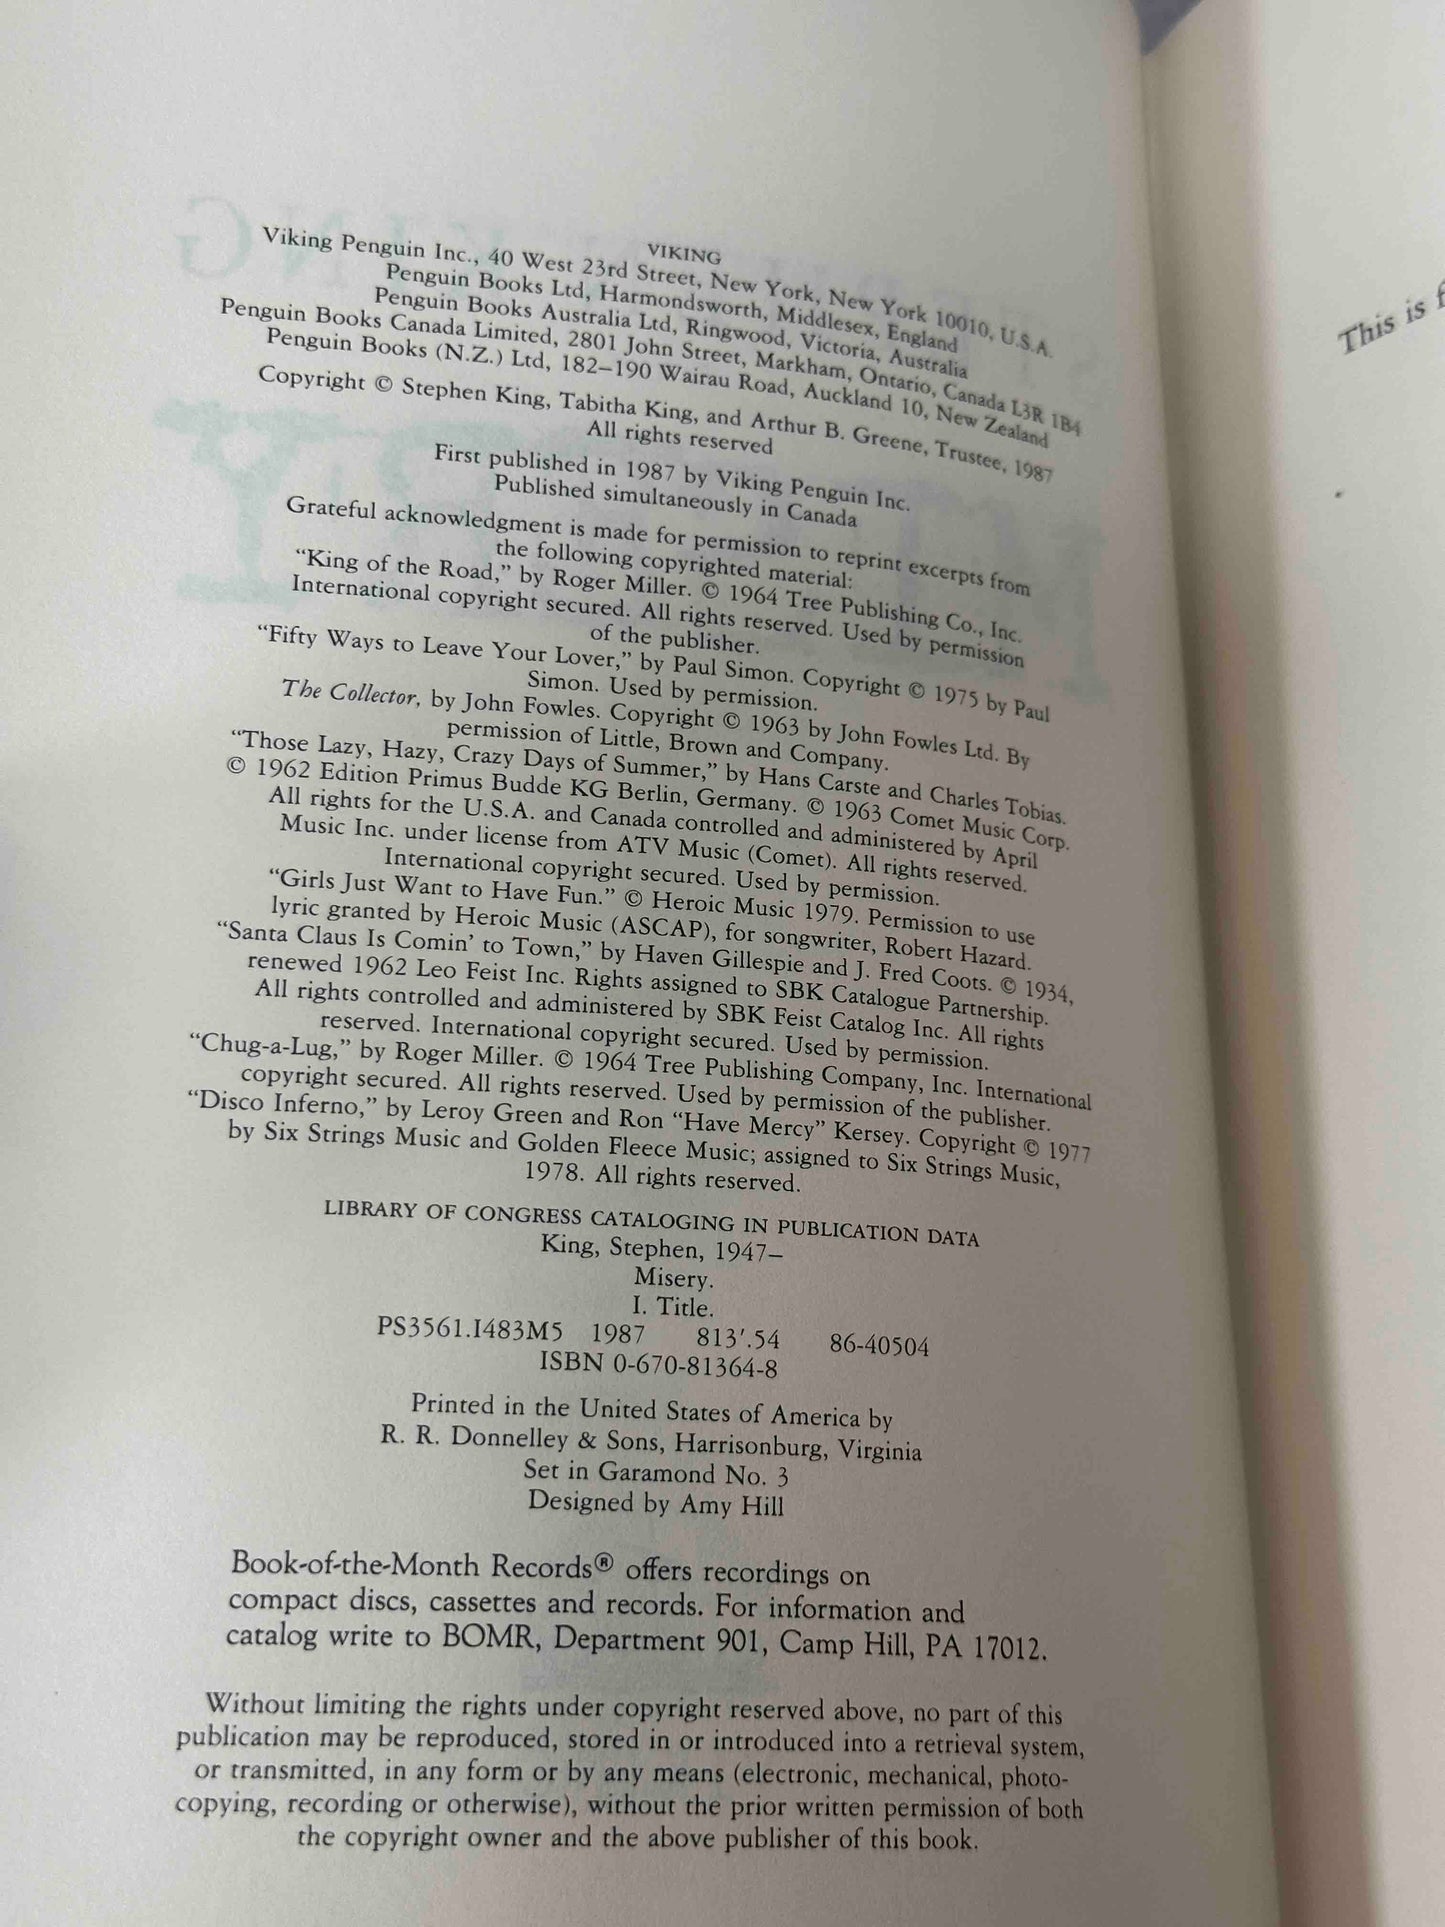 VIKING
Viking Penguin Inc., 40 West 23rd Street, New York, New York 10010, U.S.A.
Penguin Books Ltd, Harmondsworth, Middlesex, England
Penguin Books Australia Ltd, Ringwood, Victoria, Australia
Penguin Books Canada Limited, 2801 John Street, Markham, Ontario, Canada L3R 1B4
Penguin Books (N.Z.) Ltd, 182–190 Wairau Road, Auckland 10, New Zealand
Copyright © Stephen King, Tabitha King, and Arthur B. Greene, Trustee, 1987
All rights reserved
First published in 1987 by Viking Penguin Inc.
Published simultaneously in Canada
Grateful acknowledgment is made for permission to reprint excerpts from
the following copyrighted material:
“King of the Road,” by Roger Miller. © 1964 Tree Publishing Co., Inc.
International copyright secured. All rights reserved. Used by permission
of the publisher.
“Fifty Ways to Leave Your Lover,” by Paul Simon. Copyright © 1975 by Paul
Simon. Used by permission.
The Collector, by John Fowles. Copyright © 1963 by John Fowles Ltd. By
permission of Little, Brown and Company.
“Those Lazy, Hazy, Crazy Days of Summer,” by Hans Carste and Charles Tobias.
© 1962 Edition Primus Budde KG Berlin, Germany. © 1963 Comet Music Corp.
All rights for the U.S.A. and Canada controlled and administered by April
Music Inc. under license from ATV Music (Comet). All rights reserved.
International copyright secured. Used by permission.
“Girls Just Want to Have Fun.” © Heroic Music 1979. Permission to use
lyric granted by Heroic Music (ASCAP), for songwriter, Robert Hazard.
“Santa Claus Is Comin’ to Town,” by Haven Gillespie and J. Fred Coots. © 1934,
renewed 1962 Leo Feist Inc. Rights assigned to SBK Catalogue Partnership.
All rights controlled and administered by SBK Feist Catalog Inc. All rights
reserved. International copyright secured. Used by permission.
“Chug-a-Lug,” by Roger Miller. © 1964 Tree Publishing Company, Inc. International
copyright secured. All rights reserved. Used by permission of the publisher.
“Disco Inferno,” by Leroy Green and Ron “Have Mercy” Kersey. Copyright © 1977
by Six Strings Music and Golden Fleece Music; assigned to Six Strings Music,
1978. All rights reserved.
LIBRARY OF CONGRESS CATALOGING IN PUBLICATION DATA
King, Stephen, 1947–
Misery.
I. Title.
PS3561.I483M5 1987 813′.54 86-40504
ISBN 0-670-81364-8
Printed in the United States of America by
R. R. Donnelley & Sons, Harrisonburg, Virginia
Set in Garamond No. 3
Designed by Amy Hill
Book-of-the-Month Records® offers recordings on
compact discs, cassettes and records. For information and
catalog write to BOMR, Department 901, Camp Hill, PA 17012.
Without limiting the rights under copyright reserved above, no part of this
publication may be reproduced, stored in or introduced into a retrieval system,
or transmitted, in any form or by any means (electronic, mechanical, photo-
copying, recording or otherwise), without the prior written permission of both
the copyright owner and the above publisher of this book.
This is f